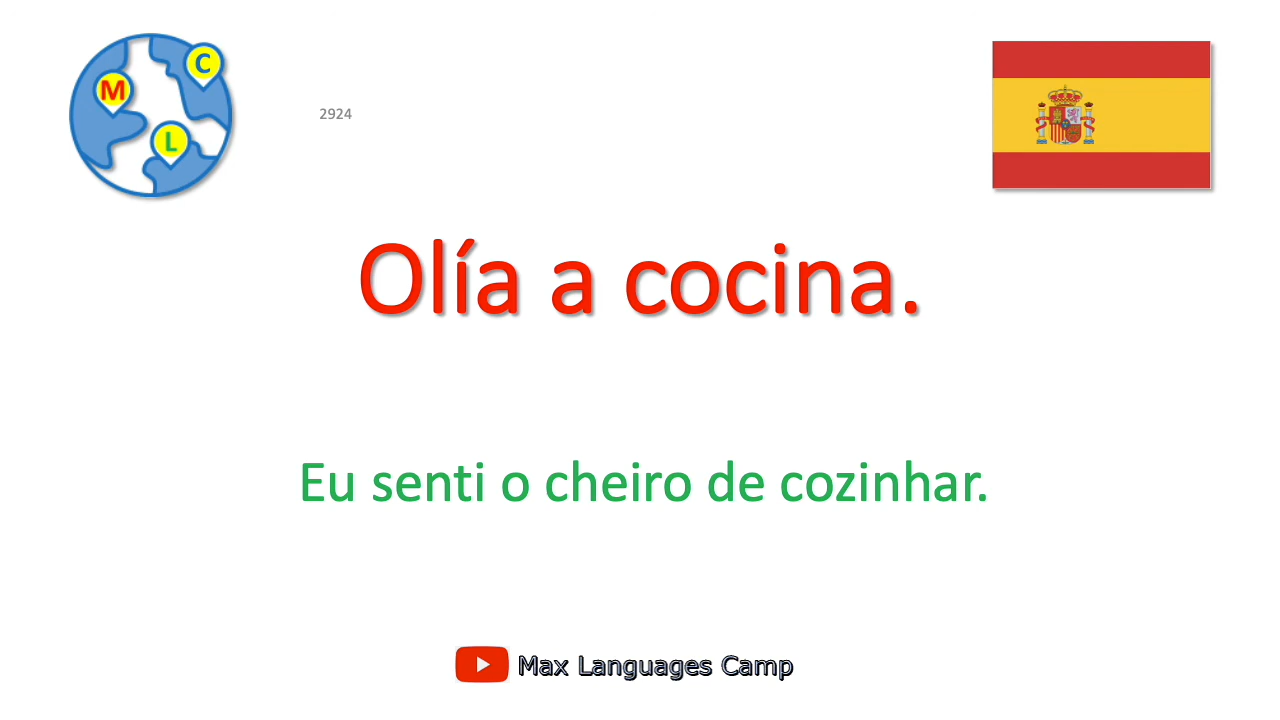 M
C
L
2924
Olía a cocina.
Eu senti o cheiro de cozinhar.
Max Languages Camp